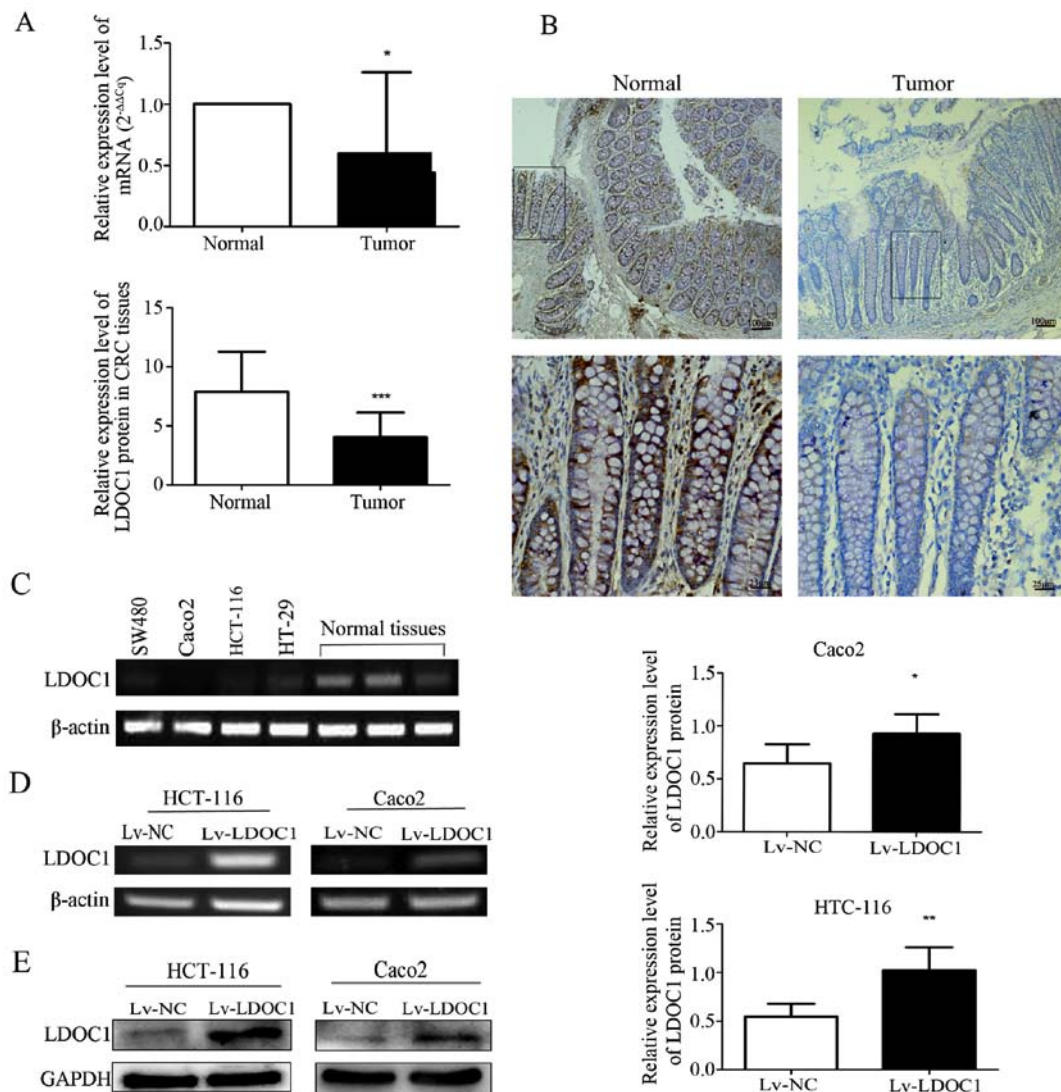 A
Relative expression level of
mRNA (2-ΔΔCq)
1.5
1.0
0.5
0.0
*
Normal
Tumor
Relative expression level of
LDOC1 protein in CRC tissues
15
10
5
0
***
Normal
Tumor
B
Normal
Tumor
100μm
100μm
25μm
C
SW480
Caco2
HCT-116
HT-29
Normal tissues
LDOC1
β-actin
D
HCT-116
Caco2
Lv-NC
Lv-LDOC1
Lv-NC
Lv-LDOC1
LDOC1
β-actin
E
HCT-116
Caco2
Lv-NC
Lv-LDOC1
Lv-NC
Lv-LDOC1
LDOC1
GAPDH
Caco2
Relative expression level
of LDOC1 protein
1.5
1.0
0.5
0.0
*
Lv-NC
Lv-LDOC1
HTC-116
Relative expression level
of LDOC1 protein
1.5
1.0
0.5
0.0
**
Lv-NC
Lv-LDOC1